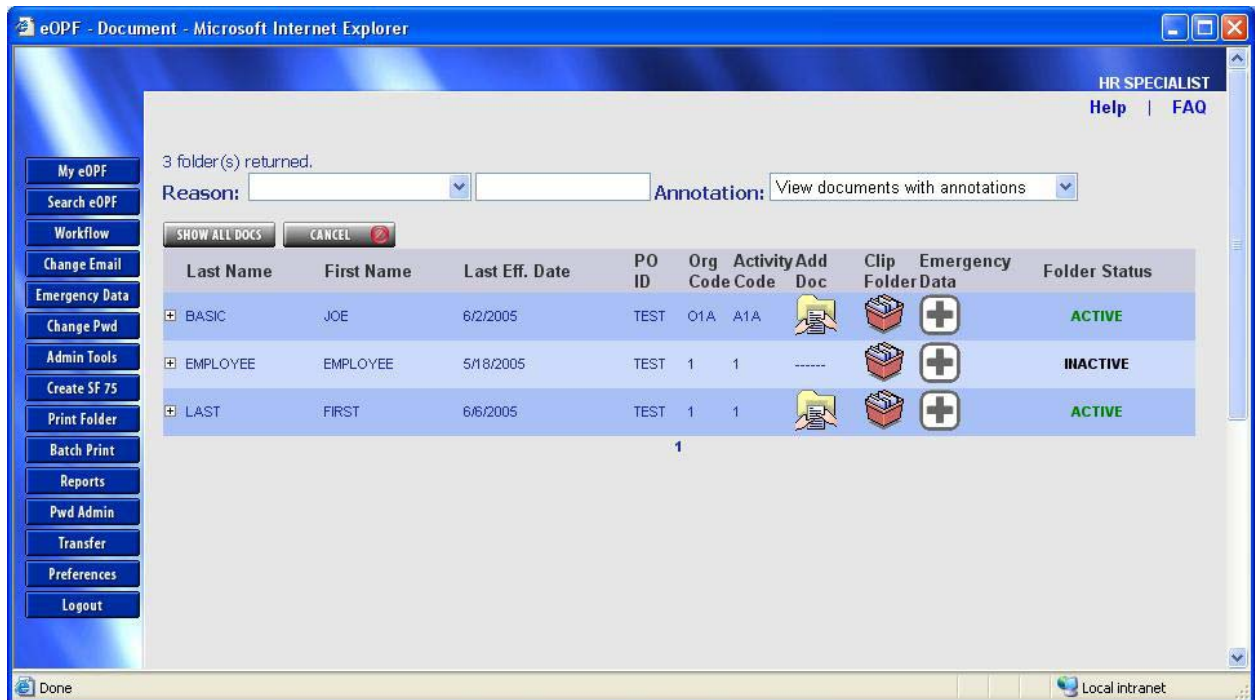 eOPF - Document - Microsoft Internet Explorer
HR SPECIALIST
Help | FAQ
3 folder(s) returned.
Reason: Annotation: View documents with annotations
SHOW ALL DOCS CANCEL
Last Name First Name Last Eff. Date PO ID Org Code Activity Code Add Doc Clip Folder Emergency Data Folder Status
BASIC JOE 6/2/2005 TEST O1A A1A ACTIVE
EMPLOYEE EMPLOYEE 5/18/2005 TEST 1 1 ------ INACTIVE
LAST FIRST 6/6/2005 TEST 1 1 ACTIVE
1
My eOPF
Search eOPF
Workflow
Change Email
Emergency Data
Change Pwd
Admin Tools
Create SF 75
Print Folder
Batch Print
Reports
Pwd Admin
Transfer
Preferences
Logout
Done Local intranet